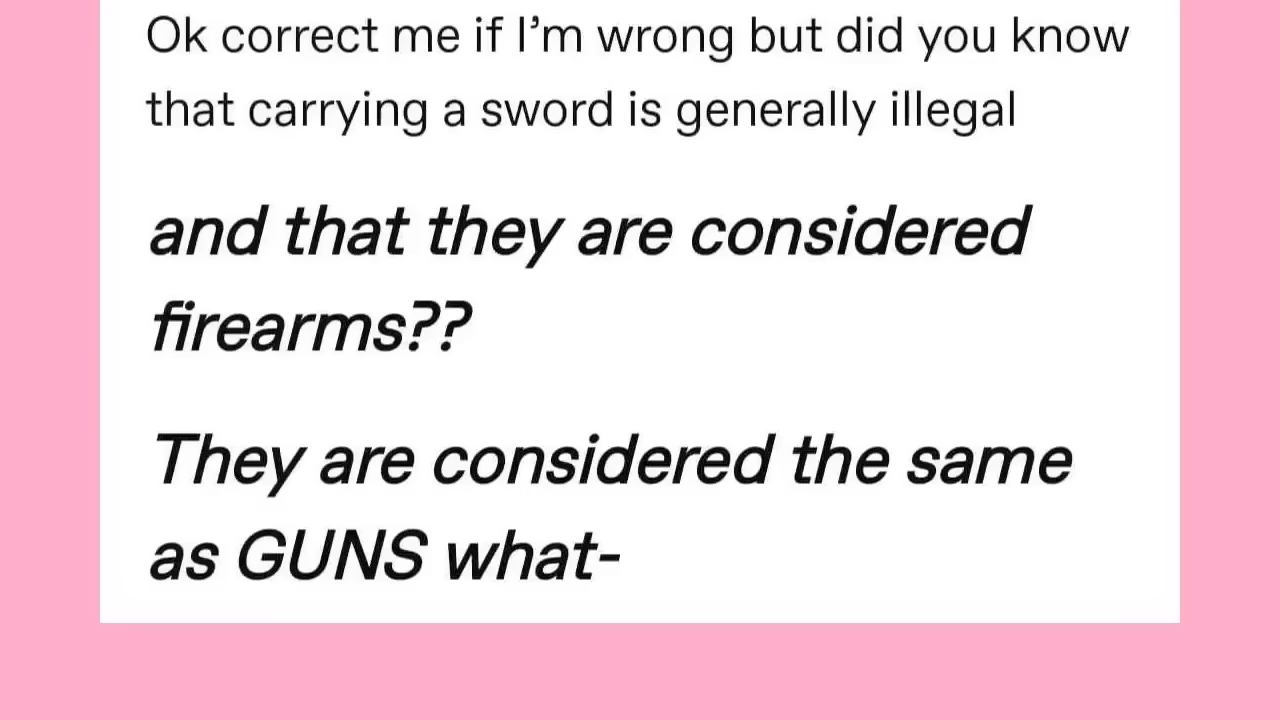 Ok correct me if I’m wrong but did you know
that carrying a sword is generally illegal
and that they are considered
firearms??
They are considered the same
as GUNS what-